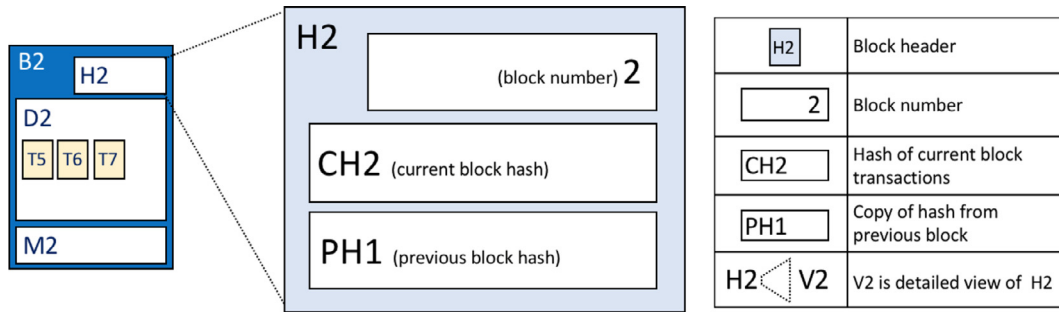 B2
H2
D2
T5 T6 T7
M2
H2
(block number) 2
CH2 (current block hash)
PH1 (previous block hash)
H2 Block header
2 Block number
CH2 Hash of current block
transactions
PH1 Copy of hash from
previous block
H2 V2 V2 is detailed view of H2